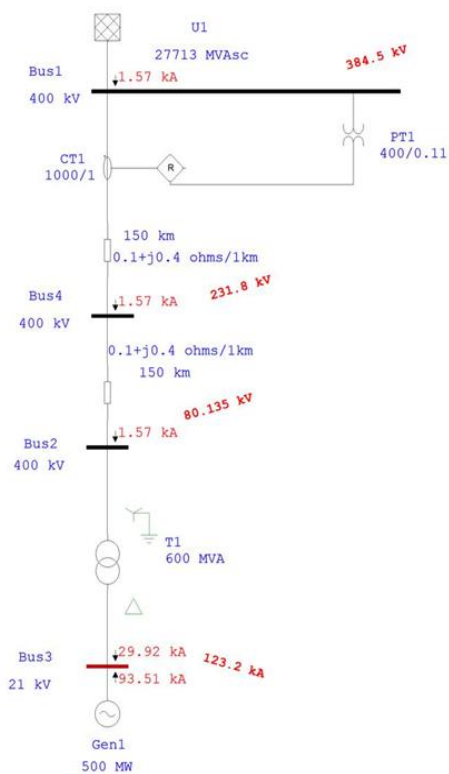 U1
27713 MVAsc
384.5 kV
Bus1
1.57 kA
400 kV
PT1
400/0.11
CT1
1000/1
R
150 km
0.1+j0.4 ohms/1km
231.8 kV
Bus4
1.57 kA
400 kV
0.1+j0.4 ohms/1km
150 km
80.135 kV
1.57 kA
Bus2
400 kV
T1
600 MVA
29.92 kA
123.2 kA
Bus3
21 kV
93.51 kA
Gen1
500 MW